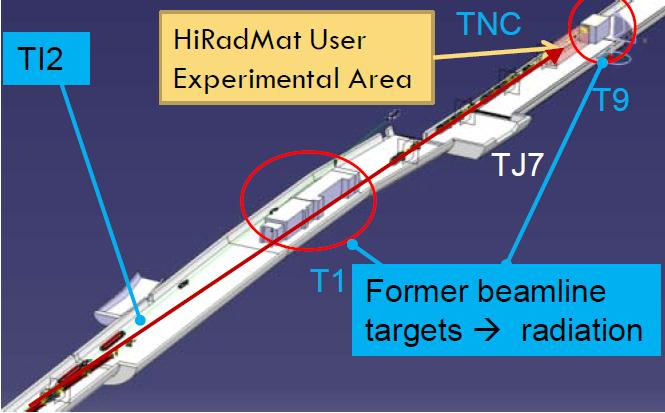 TI2
HiRadMat User
Experimental Area
TNC
T9
TJ7
T1
Former beamline
targets → radiation